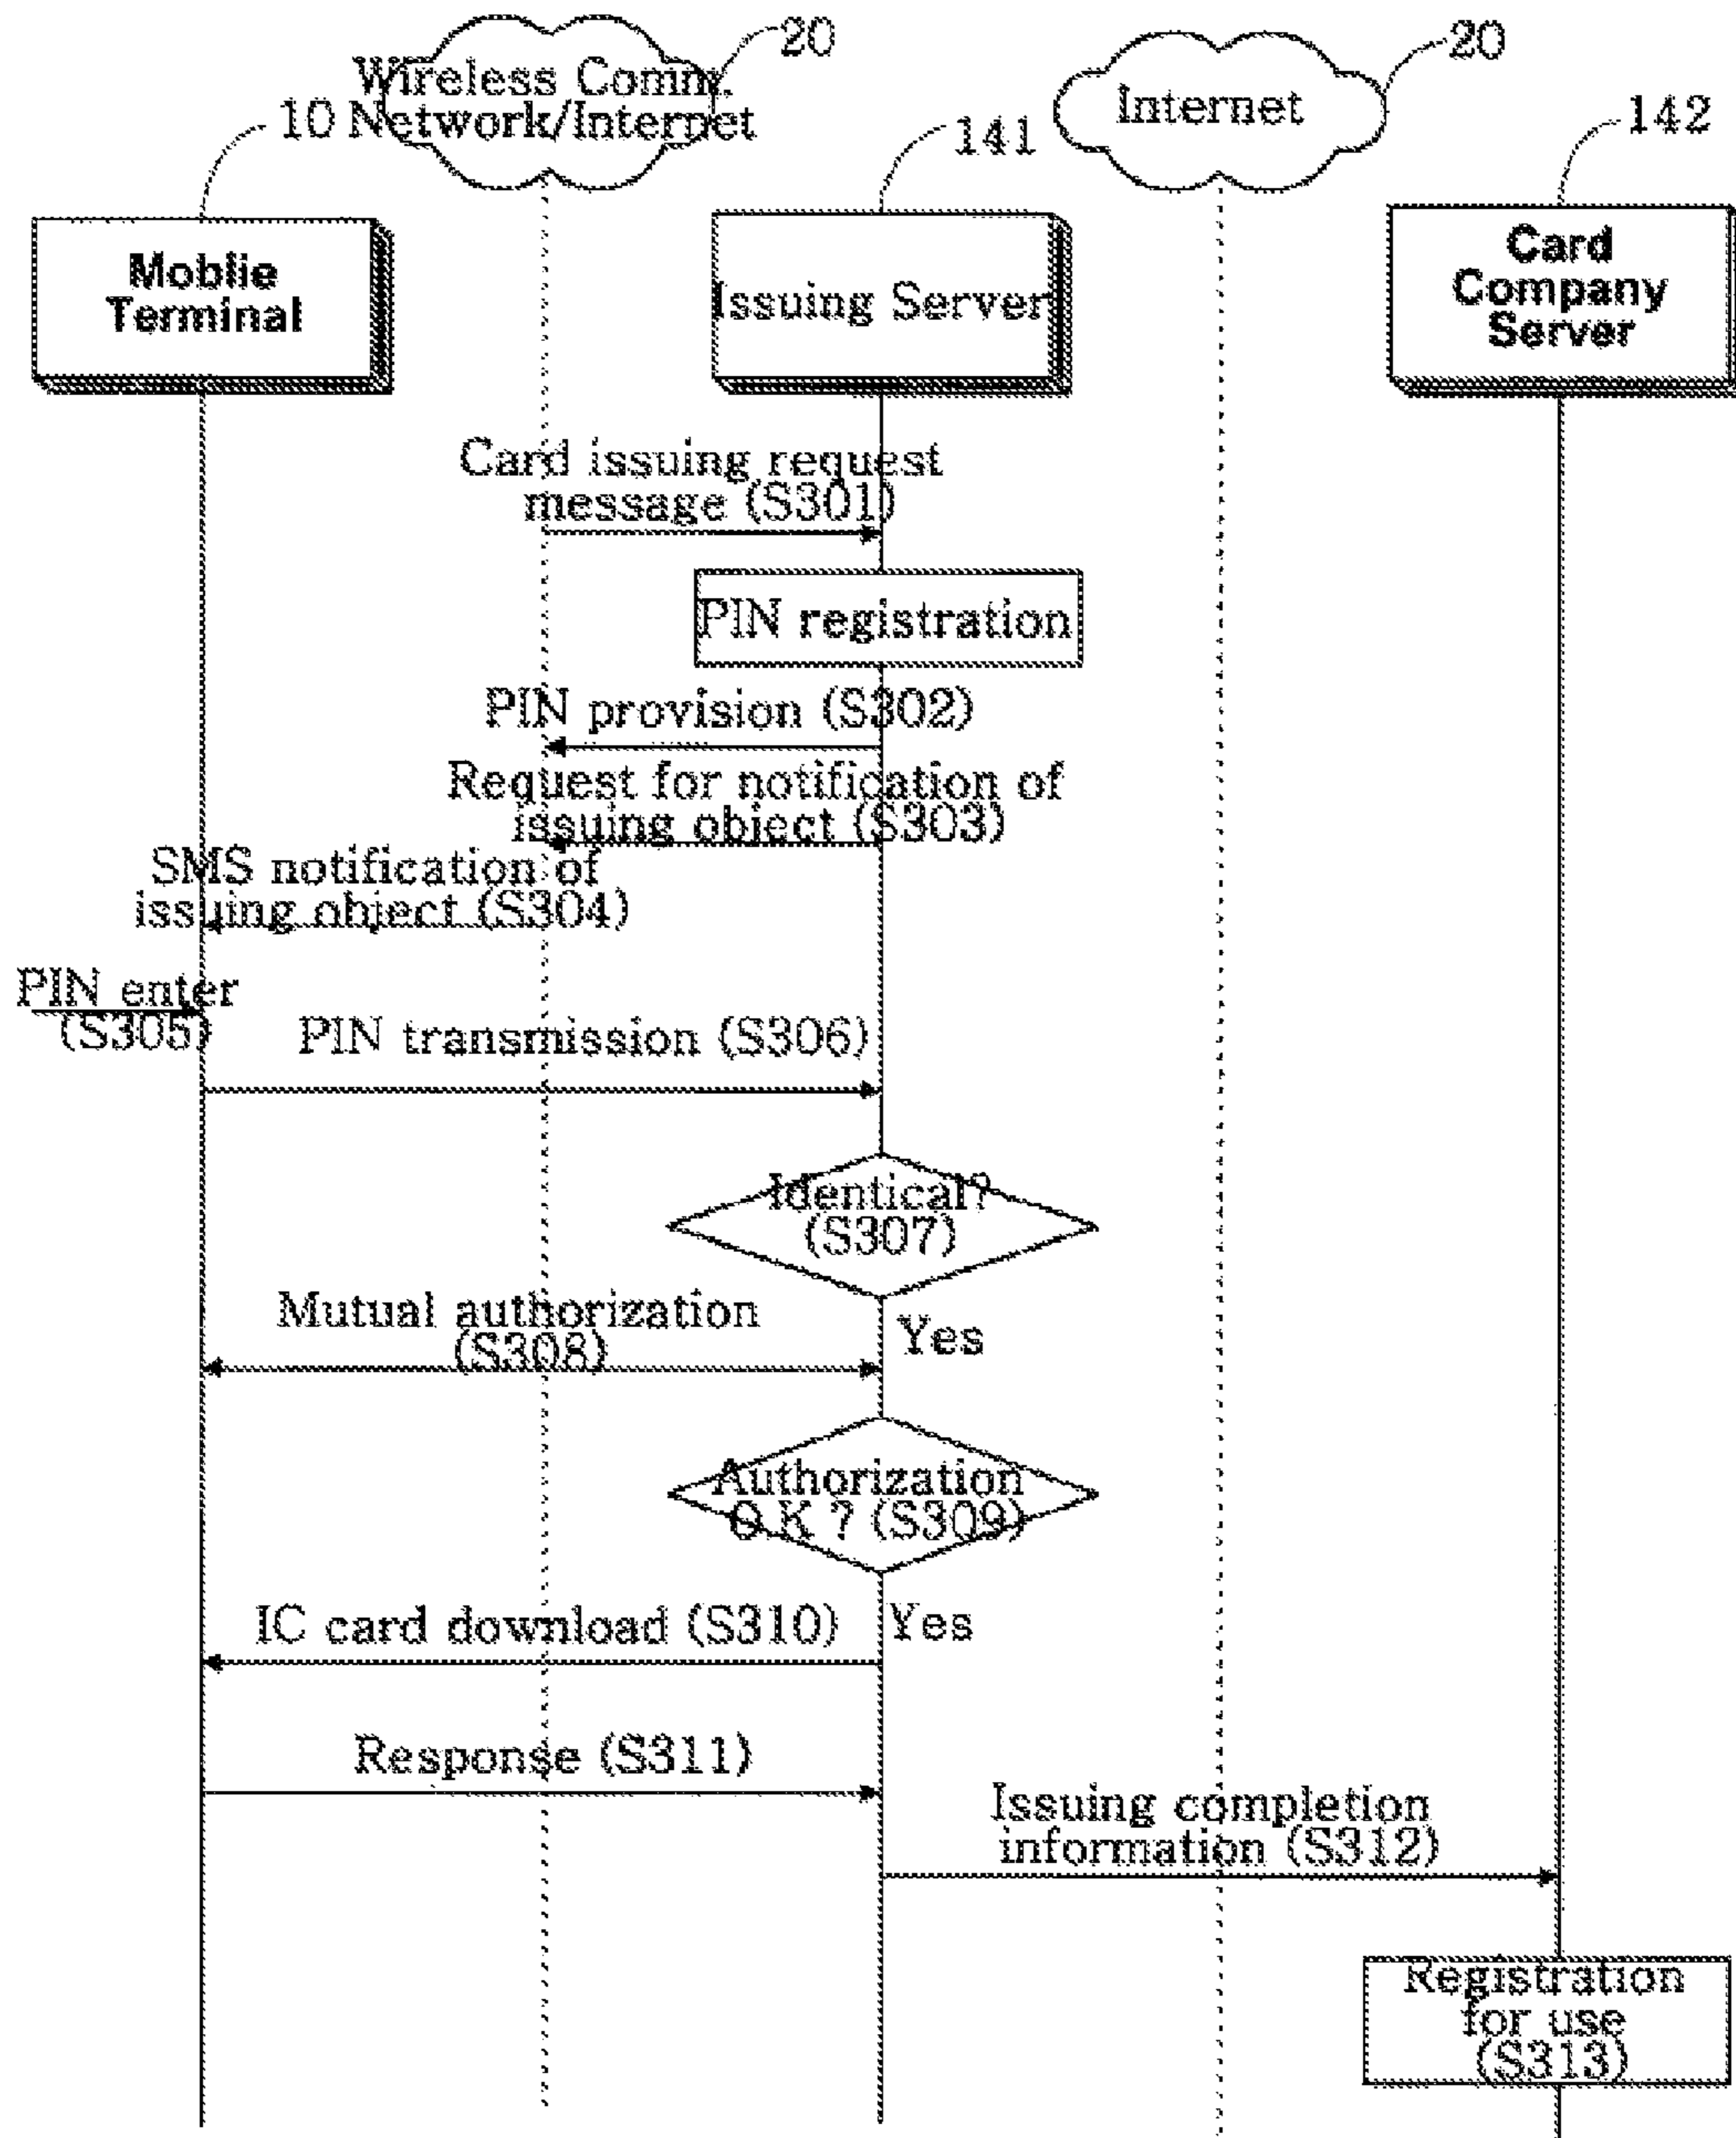 20
20
Wireless Comm.
10 Network/Internet
Internet
141
142
Moblie
Terminal
Issuing Server
Card
Company
Server
Card issuing request
message (S301)
PIN registration
PIN provision (S302)
Request for notification of
issuing object (S303)
SMS notification of
issuing object (S304)
PIN enter
(S305)
PIN transmission (S306)
Identical?
(S307)
Mutual authorization
(S308)
Yes
Authorization
O.K ? (S309)
IC card download (S310)
Yes
Response (S311)
Issuing completion
information (S312)
Registration
for use
(S313)